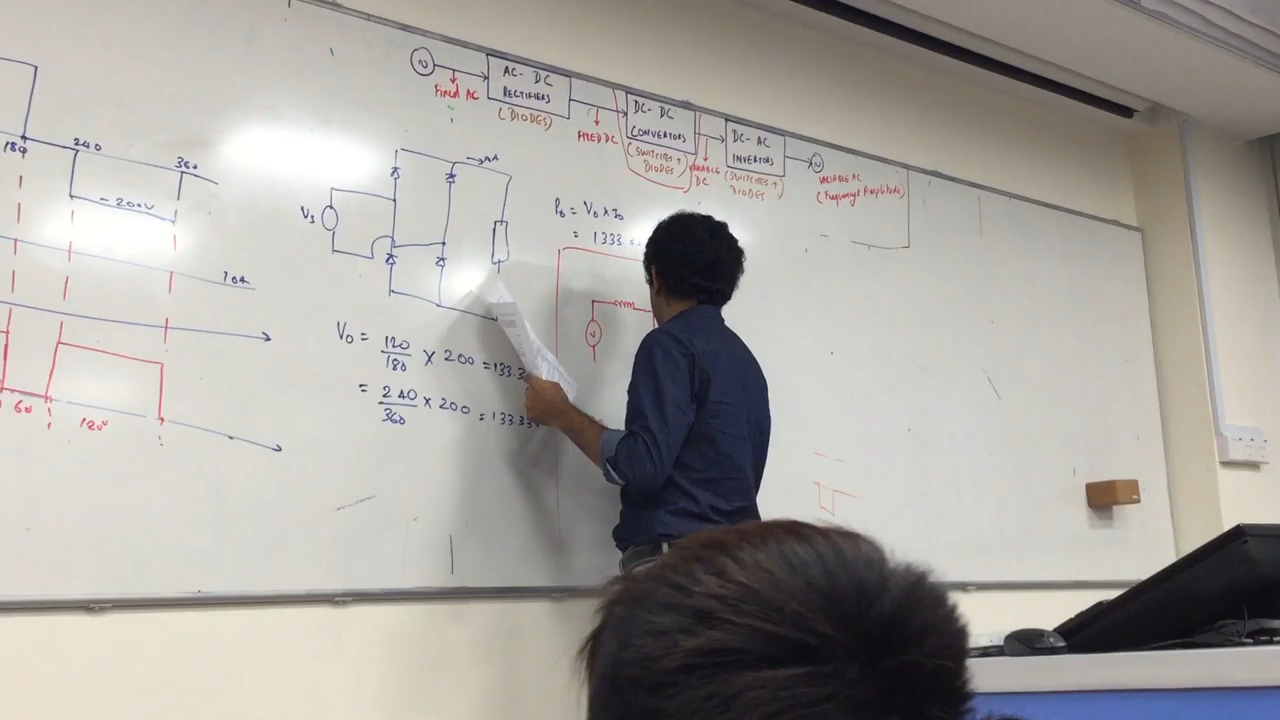 AC- DC
RECTIFIERS
(DIODES)
Fixed AC
FIXED DC
DC- DC
CONVERTORS
(SWITCHES +
DIODES)
VARIABLE
DC
DC- AC
INVERTORS
(SWITCHES +
DIODES)
VARIABLE AC
(Frequency & Amplitude)
180
240
360
-200V
10A
60
120
Vs
P0 = V0 x I0
= 1333.
V
V0 = 120/180 X 200 = 133.3
= 240/360 x 200 = 133.33